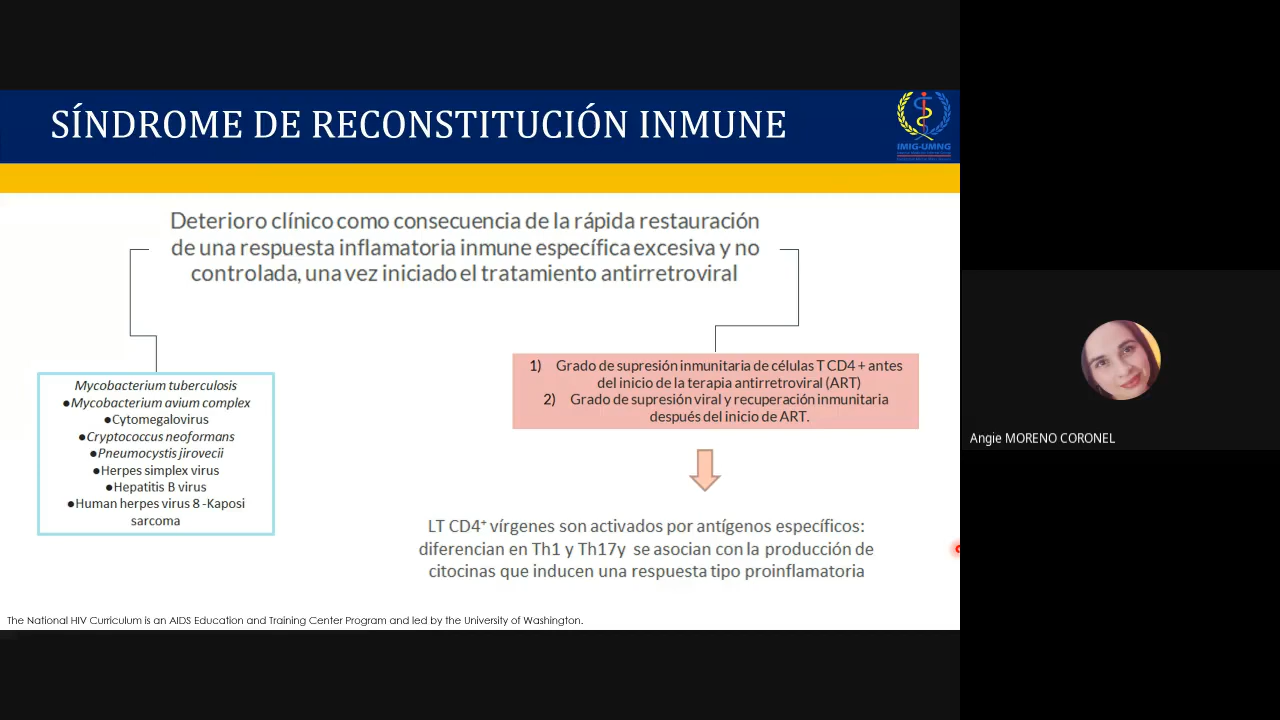 SÍNDROME DE RECONSTITUCIÓN INMUNE
IMIG-UMNG
Deterioro clínico como consecuencia de la rápida restauración
de una respuesta inflamatoria inmune específica excesiva y no
controlada, una vez iniciado el tratamiento antirretroviral
Mycobacterium tuberculosis
●Mycobacterium avium complex
●Cytomegalovirus
●Cryptococcus neoformans
●Pneumocystis jirovecii
●Herpes simplex virus
●Hepatitis B virus
●Human herpes virus 8 -Kaposi
sarcoma
1) Grado de supresión inmunitaria de células T CD4 + antes
del inicio de la terapia antirretroviral (ART)
2) Grado de supresión viral y recuperación inmunitaria
después del inicio de ART.
LT CD4⁺ vírgenes son activados por antígenos específicos:
diferencian en Th1 y Th17y se asocian con la producción de
citocinas que inducen una respuesta tipo proinflamatoria
The National HIV Curriculum is an AIDS Education and Training Center Program and led by the University of Washington.
Angie MORENO CORONEL